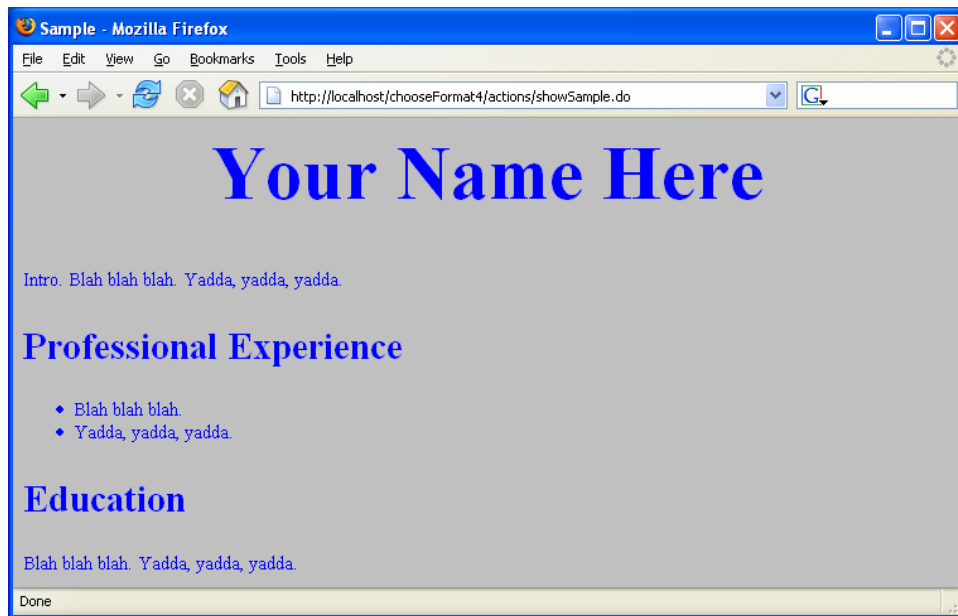 Sample - Mozilla Firefox
File Edit View Go Bookmarks Tools Help
http://localhost/chooseFormat4/actions/showSample.do G
Your Name Here
Intro. Blah blah blah. Yadda, yadda, yadda.
Professional Experience
• Blah blah blah.
• Yadda, yadda, yadda.
Education
Blah blah blah. Yadda, yadda, yadda.
Done